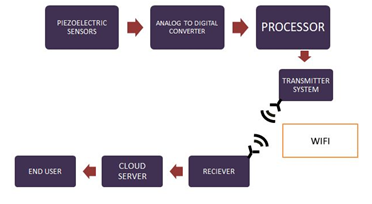 PIEZOELECTRIC
SENSORS
ANALOG TO DIGITAL
CONVERTER
PROCESSOR
TRANSMITTER
SYSTEM
WIFI
END USER
CLOUD
SERVER
RECIEVER